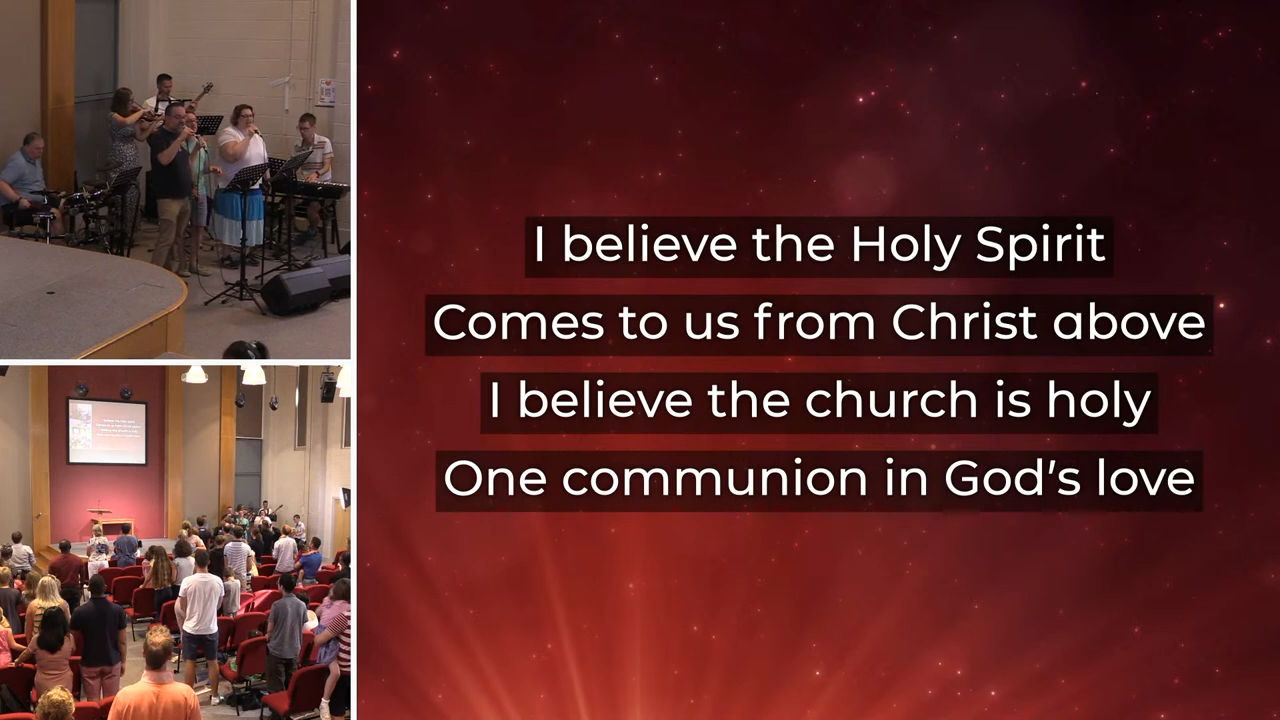 I believe the Holy Spirit
Comes to us from Christ above
I believe the church is holy
One communion in God's love